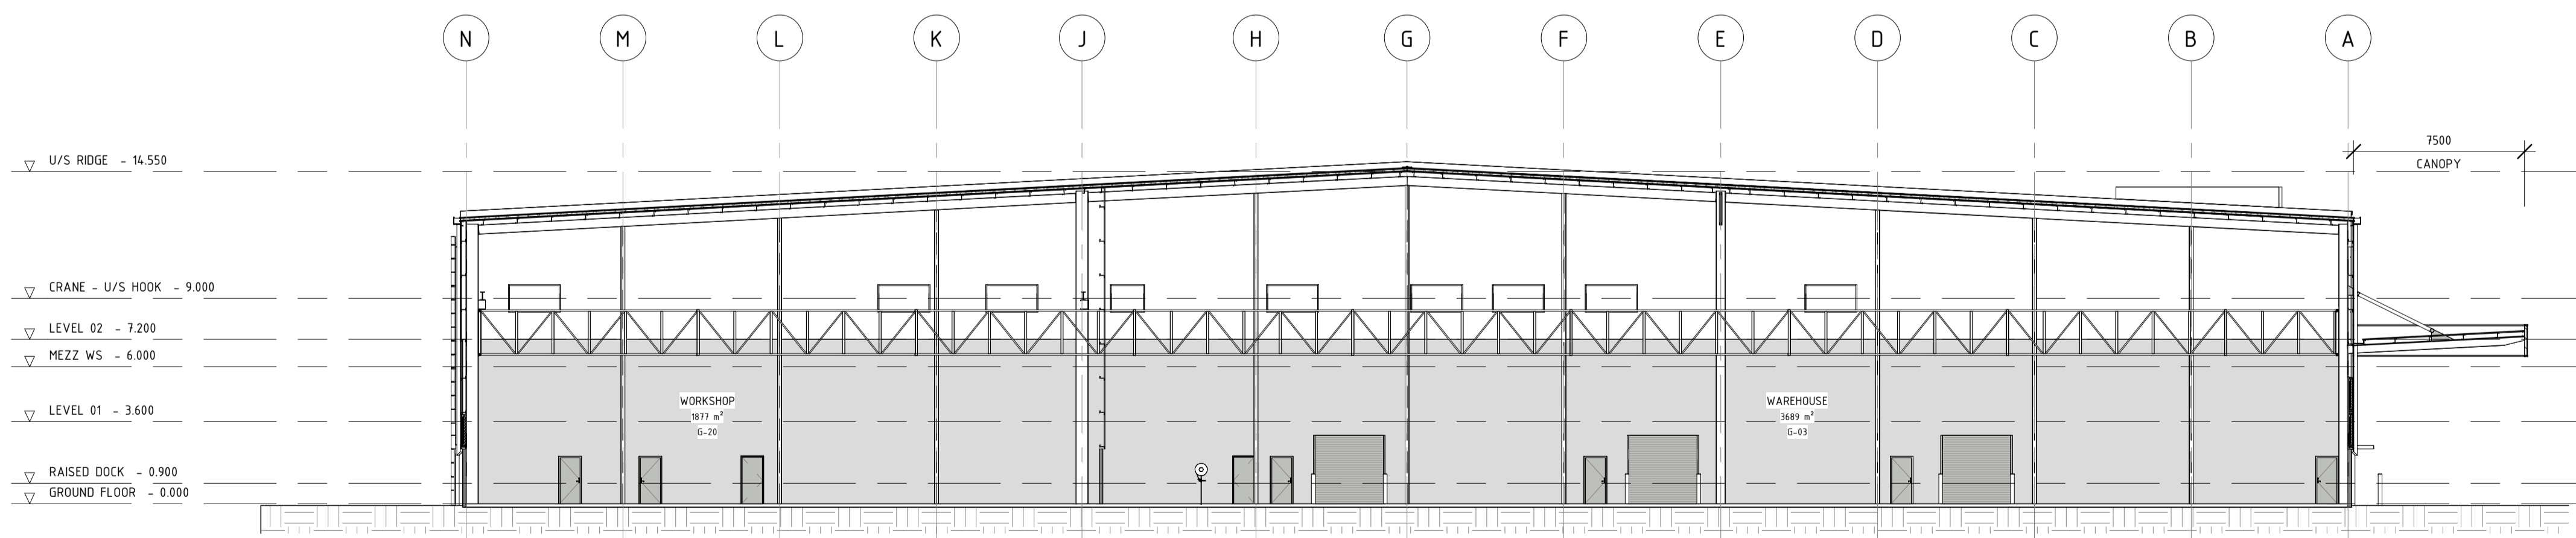 N M L K J H G F E D C B A
7500
CANOPY
U/S RIDGE - 14.550
CRANE - U/S HOOK - 9.000
LEVEL 02 - 7.200
MEZZ WS - 6.000
LEVEL 01 - 3.600
RAISED DOCK - 0.900
GROUND FLOOR - 0.000
WORKSHOP
1877 m²
G-20
WAREHOUSE
3689 m²
G-03